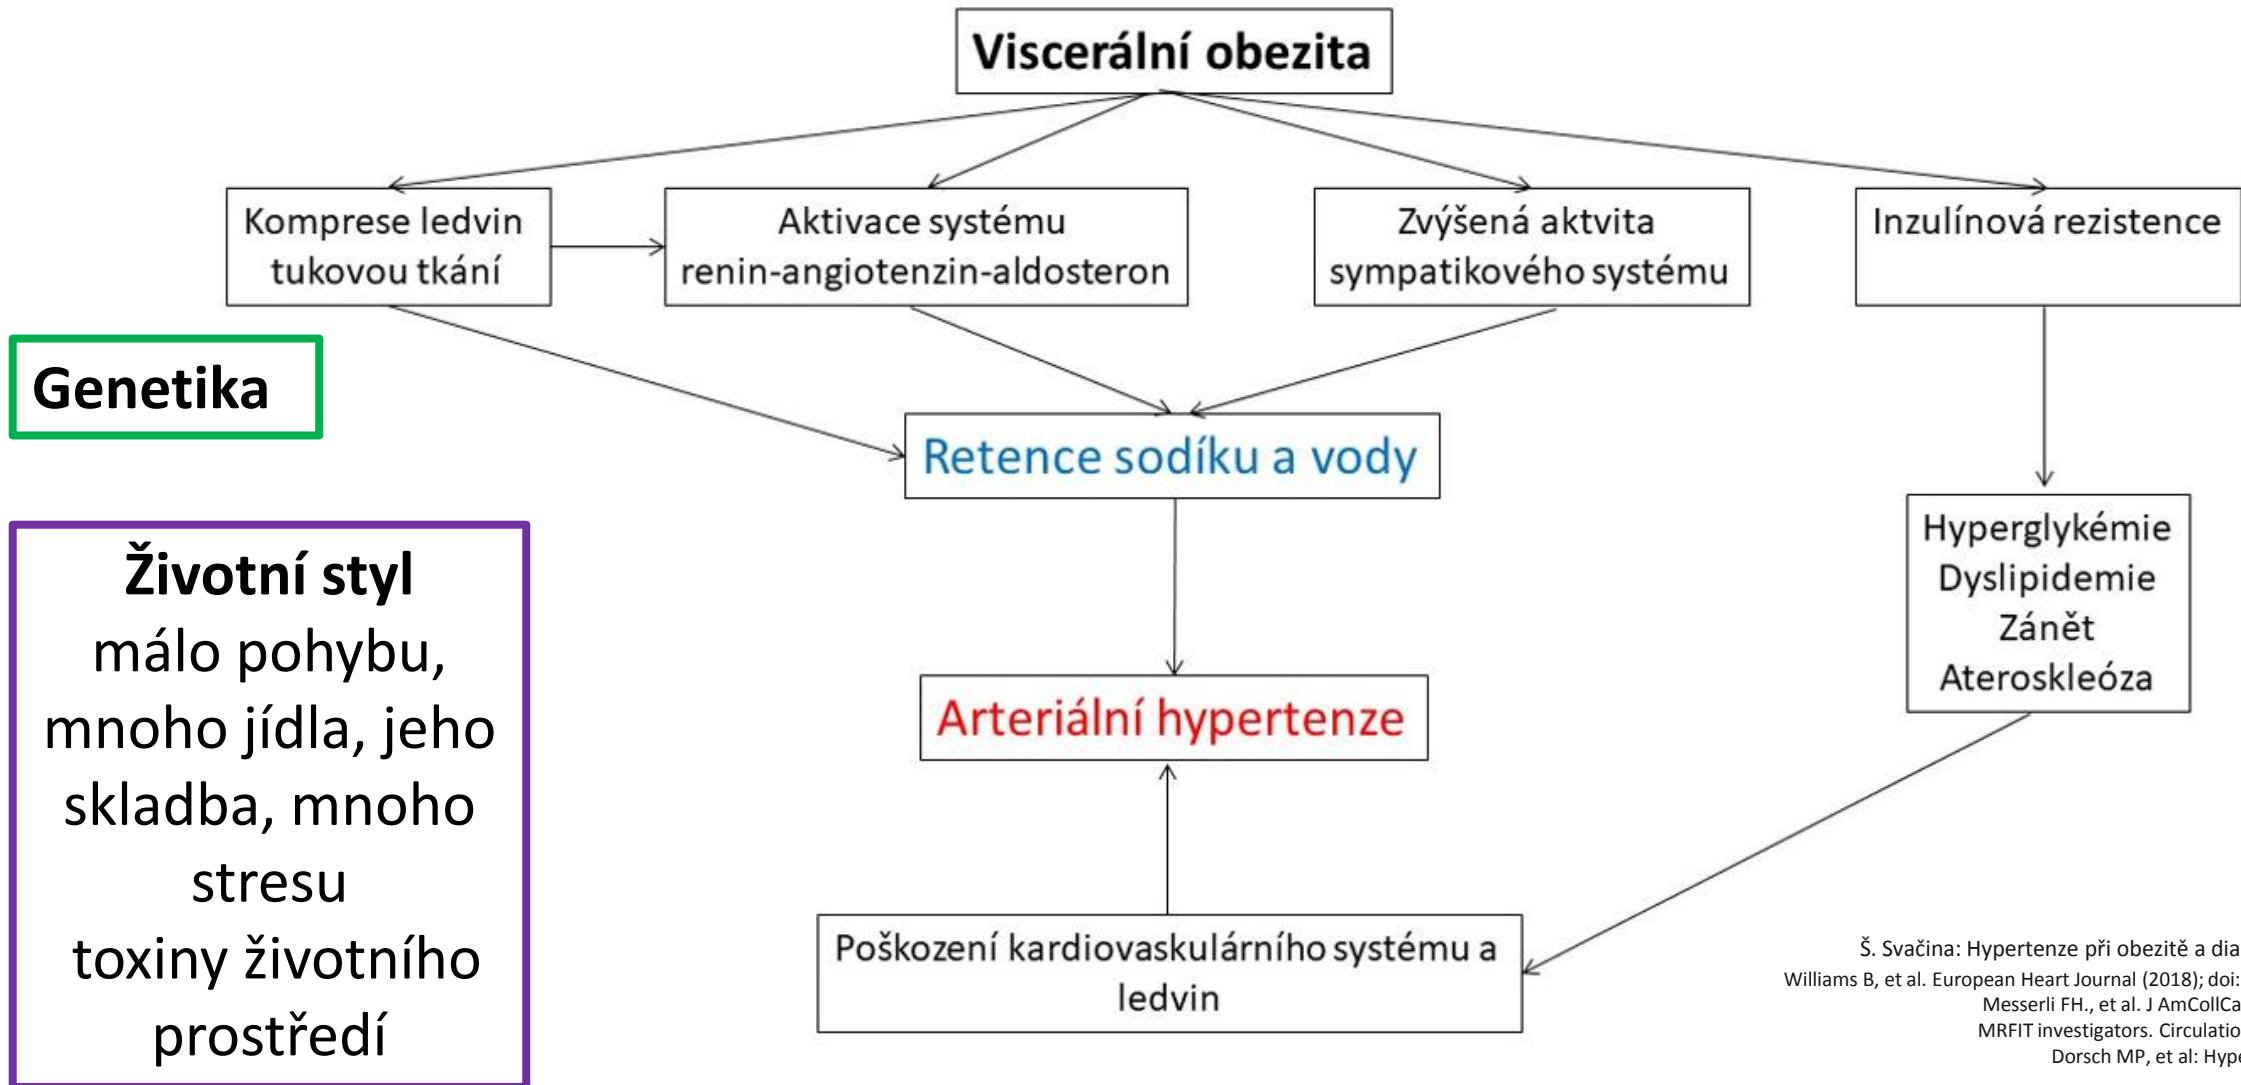 Viscerální obezita
Komprese ledvin
tukovou tkání
Aktivace systému
renin-angiotenzin-aldosteron
Zvýšená aktvita
sympatikového systému
Inzulínová rezistence
Genetika
Retence sodíku a vody
Životní styl
málo pohybu,
mnoho jídla, jeho
skladba, mnoho
stresu
toxiny životního
prostředí
Hyperglykémie
Dyslipidemie
Zánět
Ateroskleóza
Arteriální hypertenze
Poškození kardiovaskulárního systému a
ledvin
Š. Svačina: Hypertenze při obezitě a dia
Williams B, et al. European Heart Journal (2018); doi:
Messerli FH., et al. J AmCollCa
MRFIT investigators. Circulatio
Dorsch MP, et al: Hype